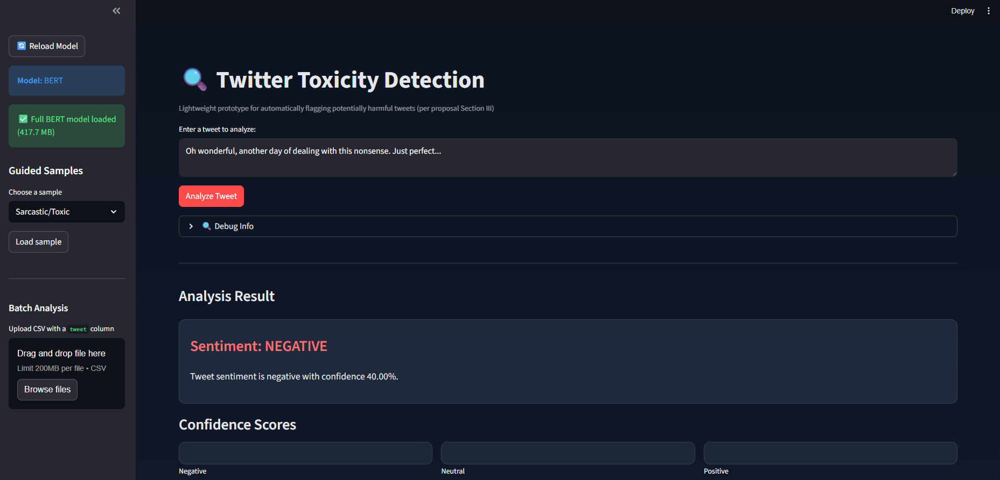 Deploy
Reload Model
Model: BERT
Full BERT model loaded
(417.7 MB)
Guided Samples
Choose a sample
Sarcastic/Toxic
Load sample
Batch Analysis
Upload CSV with a tweet column
Drag and drop file here
Limit 200MB per file • CSV
Browse files
Twitter Toxicity Detection
Lightweight prototype for automatically flagging potentially harmful tweets (per proposal Section III)
Enter a tweet to analyze:
Oh wonderful, another day of dealing with this nonsense. Just perfect...
Analyze Tweet
Debug Info
Analysis Result
Sentiment: NEGATIVE
Tweet sentiment is negative with confidence 40.00%.
Confidence Scores
Negative
Neutral
Positive